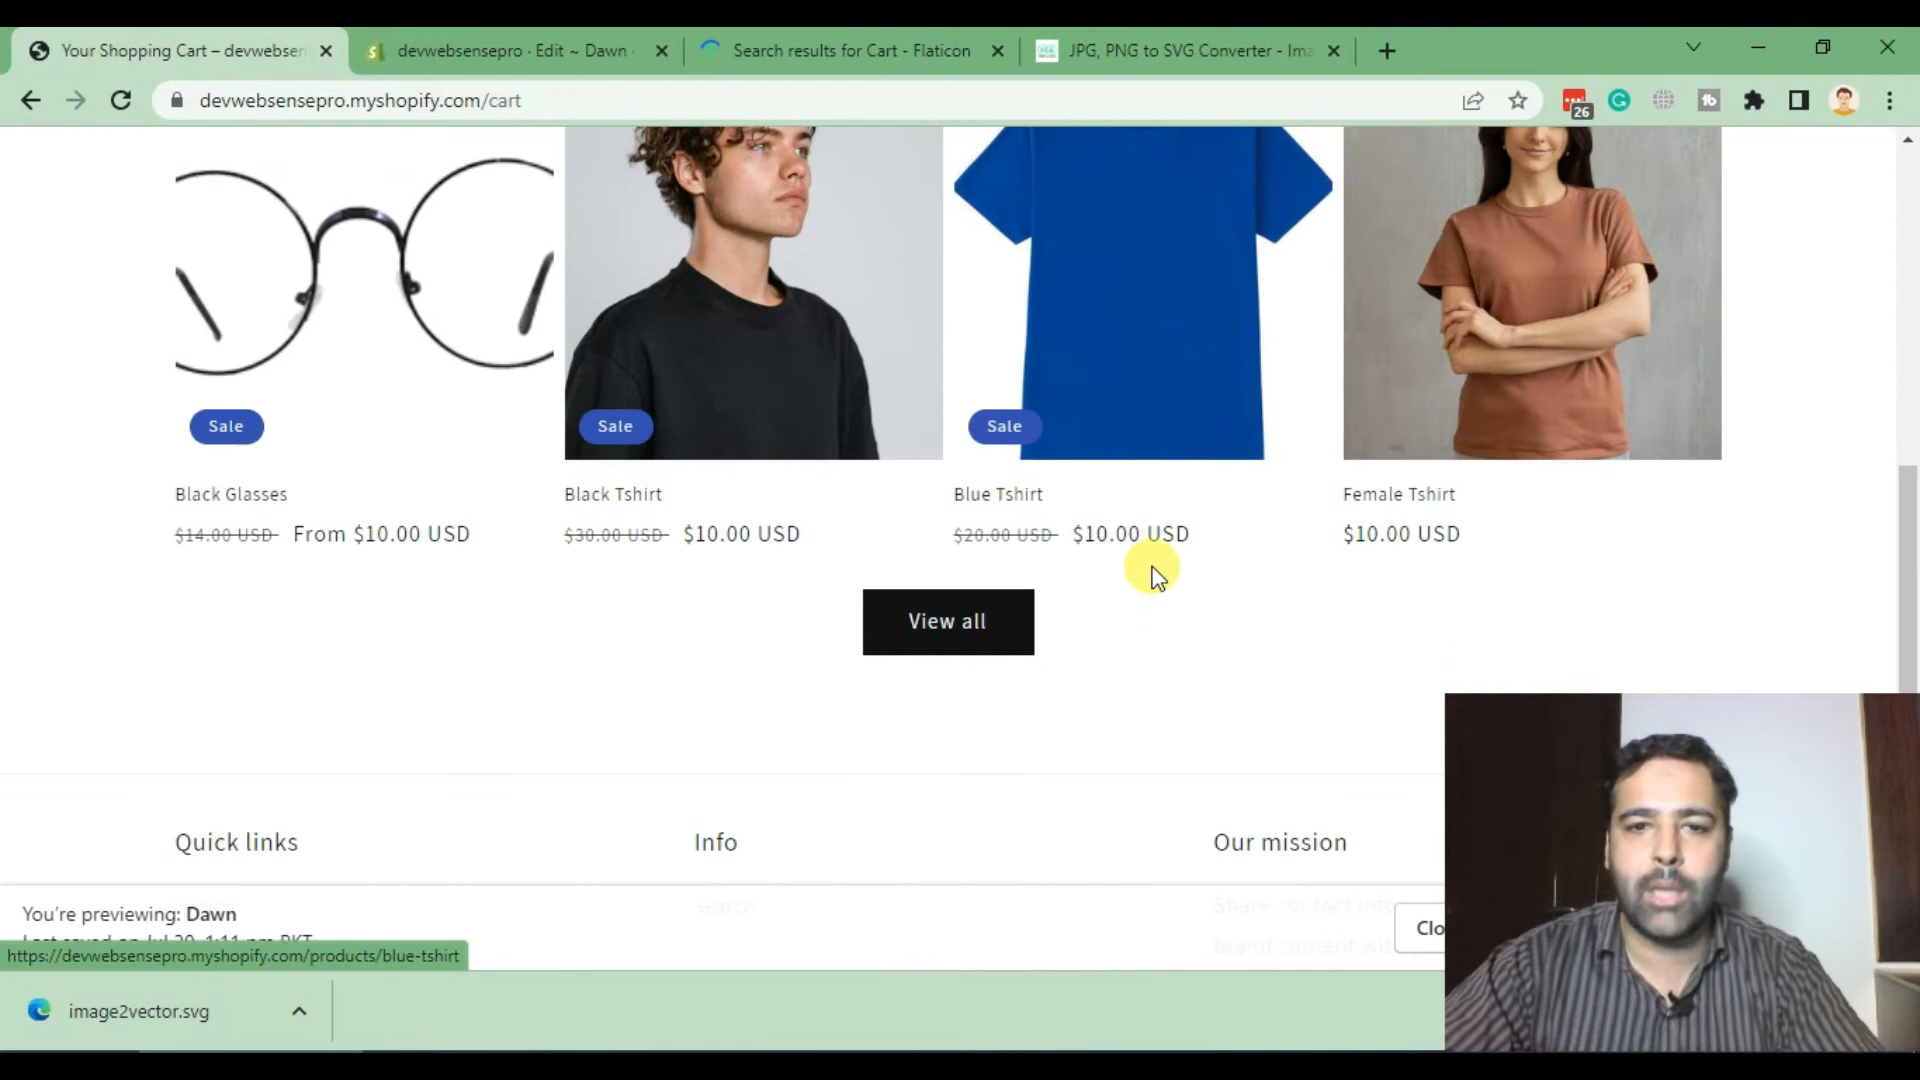 Your Shopping Cart – devwebsen
devwebsensepro · Edit ~ Dawn ·
Search results for Cart - Flaticon
JPG, PNG to SVG Converter - Ima
devwebsensepro.myshopify.com/cart
26
Sale
Sale
Sale
Black Glasses
Black Tshirt
Blue Tshirt
Female Tshirt
$14.00 USD From $10.00 USD
$30.00 USD $10.00 USD
$20.00 USD $10.00 USD
$10.00 USD
View all
Quick links
Info
Our mission
You're previewing: Dawn
Search
Share contact info
Last saved on Jul 20, 1:11 pm PKT
Clo
brand content wit
https://devwebsensepro.myshopify.com/products/blue-tshirt
image2vector.svg